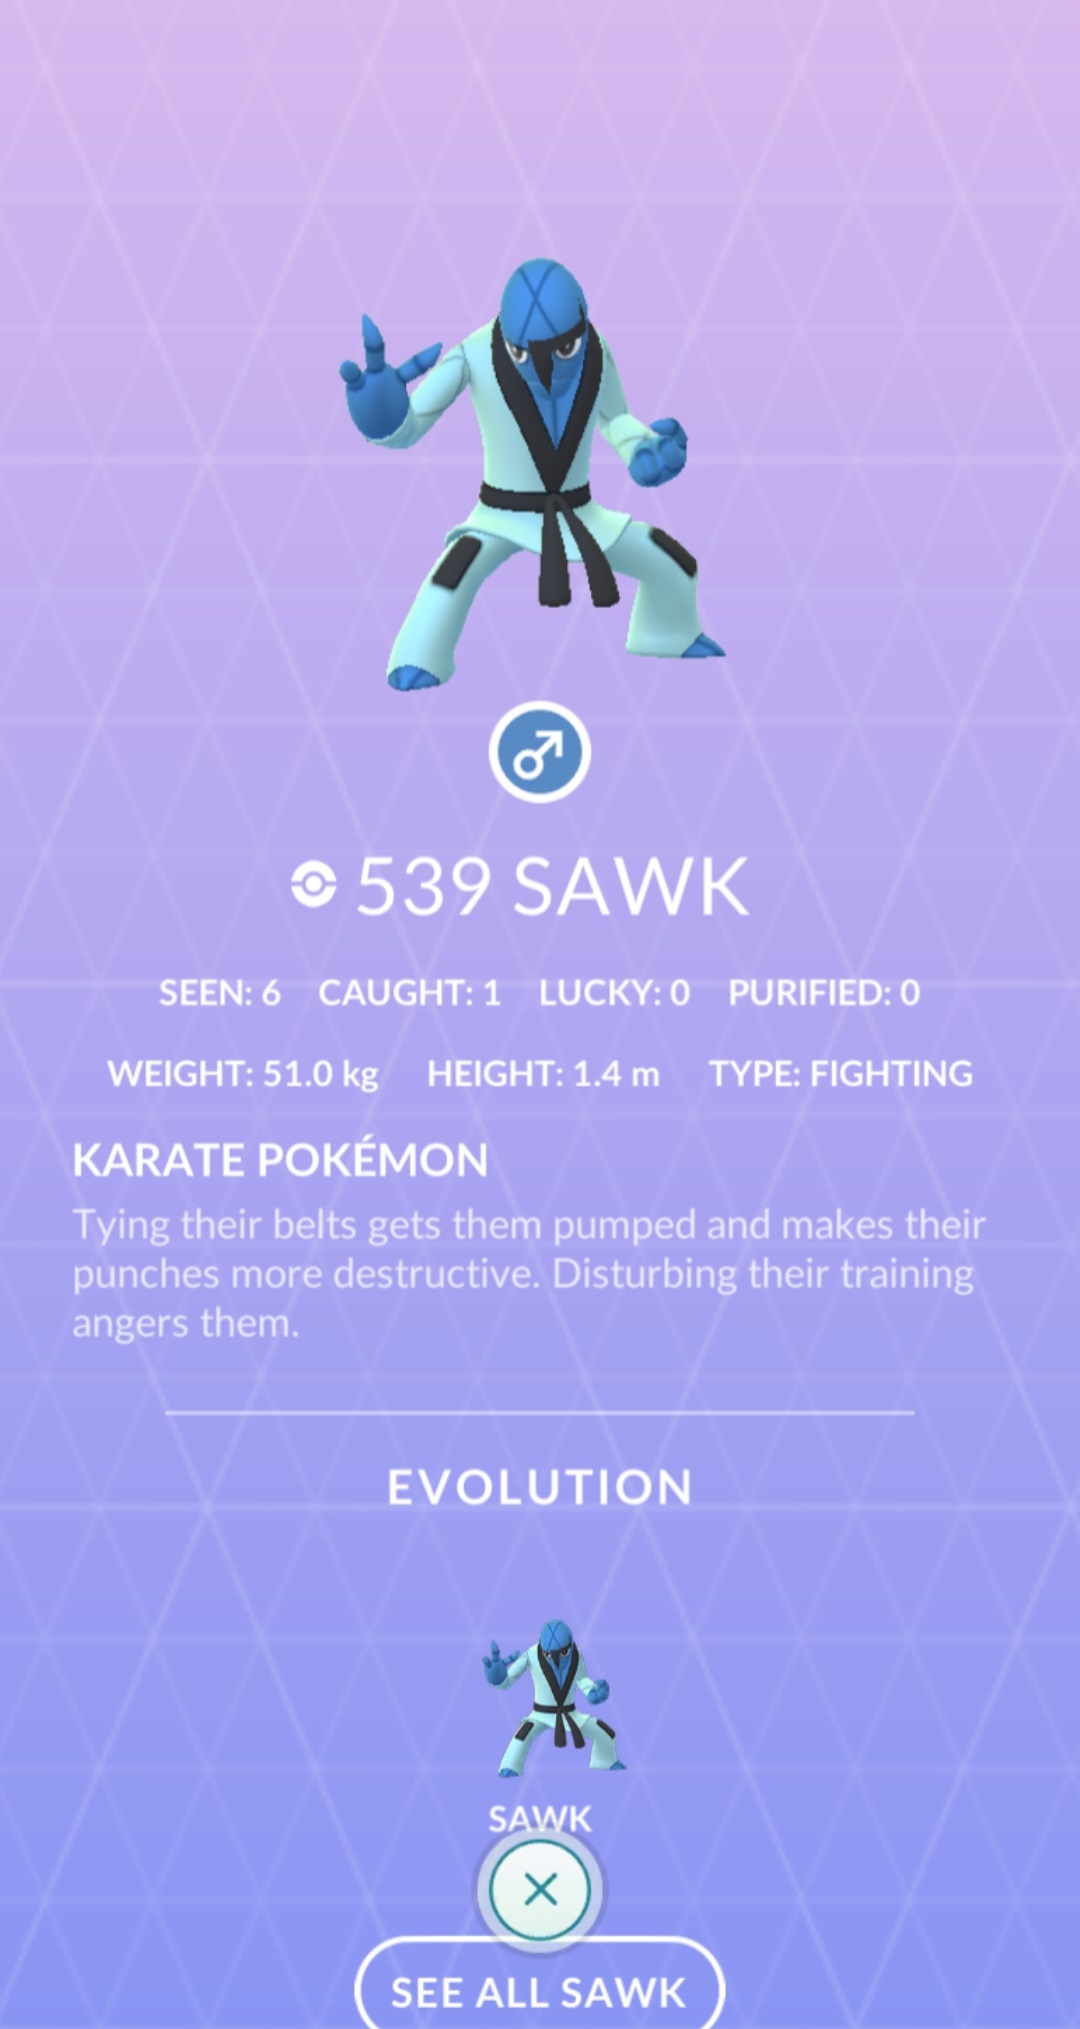 539 SAWK
SEEN: 6 CAUGHT: 1 LUCKY: 0 PURIFIED: 0
WEIGHT: 51.0 kg HEIGHT: 1.4 m TYPE: FIGHTING
KARATE POKÉMON
Tying their belts gets them pumped and makes their
punches more destructive. Disturbing their training
angers them.
EVOLUTION
SAWK
SEE ALL SAWK